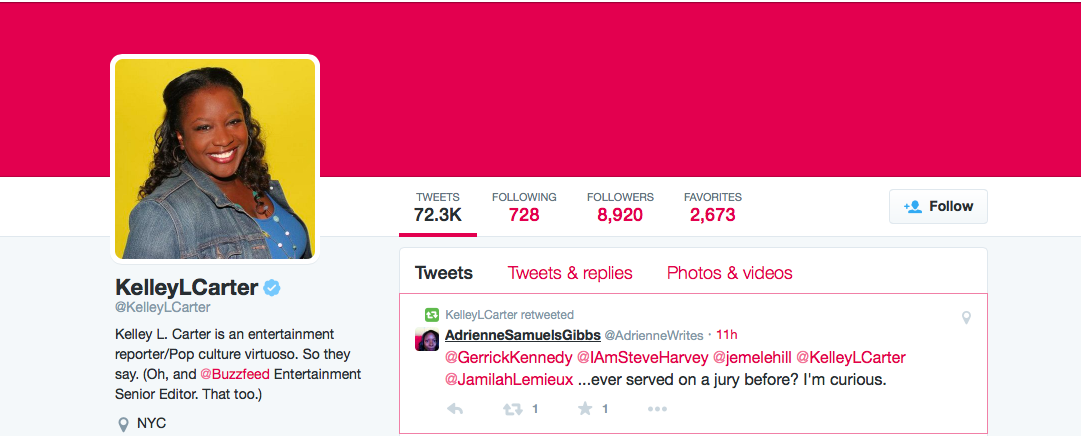 TWEETS FOLLOWING FOLLOWERS FAVORITES
72.3K 728 8,920 2,673
Follow
KelleyLCarter
@KelleyLCarter
Kelley L. Carter is an entertainment
reporter/Pop culture virtuoso. So they
say. (Oh, and @Buzzfeed Entertainment
Senior Editor. That too.)
NYC
Tweets Tweets & replies Photos & videos
KelleyLCarter retweeted
AdrienneSamuelsGibbs @AdrienneWrites · 11h
@GerrickKennedy @IAmSteveHarvey @jemelehill @KelleyLCarter
@JamilahLemieux ...ever served on a jury before? I'm curious.
1 1